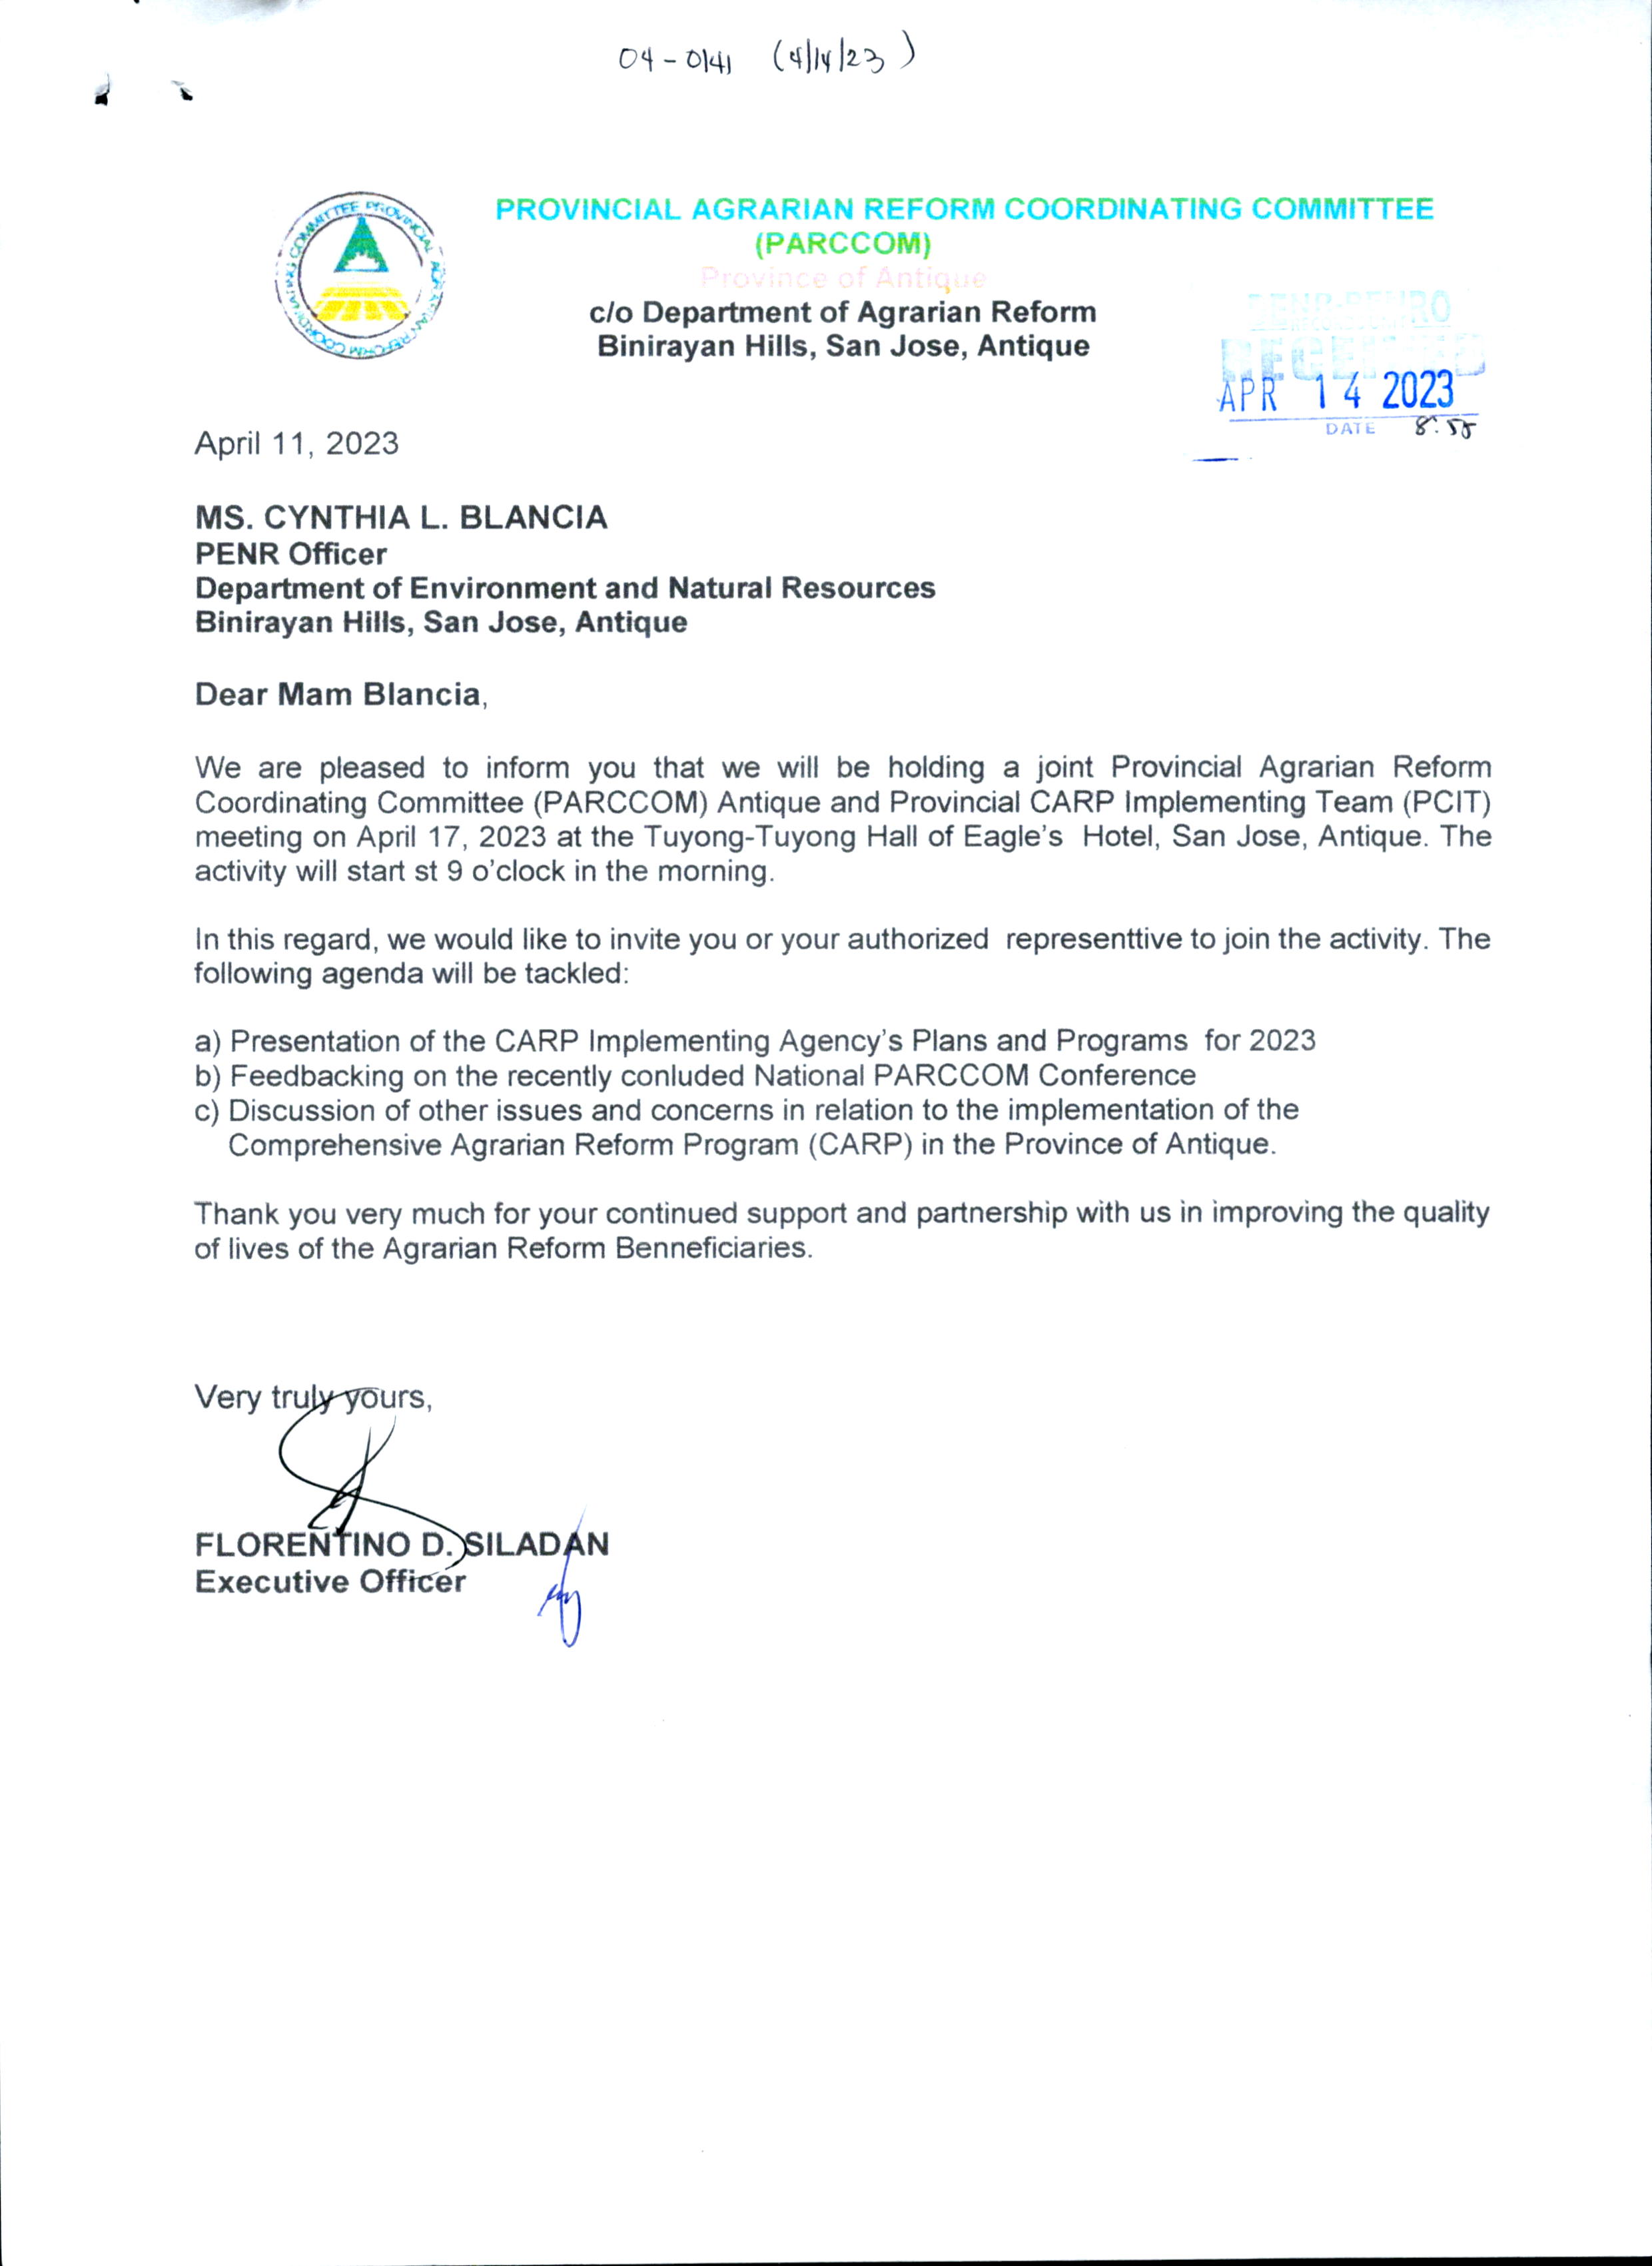 04-0141 (4/14/23)
PROVINCIAL AGRARIAN REFORM COORDINATING COMMITTEE
(PARCCOM)
Province of Antique
c/o Department of Agrarian Reform
Binirayan Hills, San Jose, Antique
RECEIVED
APR 14 2023
DATE 8:55
April 11, 2023
MS. CYNTHIA L. BLANCIA
PENR Officer
Department of Environment and Natural Resources
Binirayan Hills, San Jose, Antique
Dear Mam Blancia,
We are pleased to inform you that we will be holding a joint Provincial Agrarian Reform
Coordinating Committee (PARCCOM) Antique and Provincial CARP Implementing Team (PCIT)
meeting on April 17, 2023 at the Tuyong-Tuyong Hall of Eagle's Hotel, San Jose, Antique. The
activity will start st 9 o'clock in the morning.
In this regard, we would like to invite you or your authorized representtive to join the activity. The
following agenda will be tackled:
a) Presentation of the CARP Implementing Agency's Plans and Programs for 2023
b) Feedbacking on the recently conluded National PARCCOM Conference
c) Discussion of other issues and concerns in relation to the implementation of the
Comprehensive Agrarian Reform Program (CARP) in the Province of Antique.
Thank you very much for your continued support and partnership with us in improving the quality
of lives of the Agrarian Reform Benneficiaries.
Very truly yours,
FLORENTINO D. SILADAN
Executive Officer